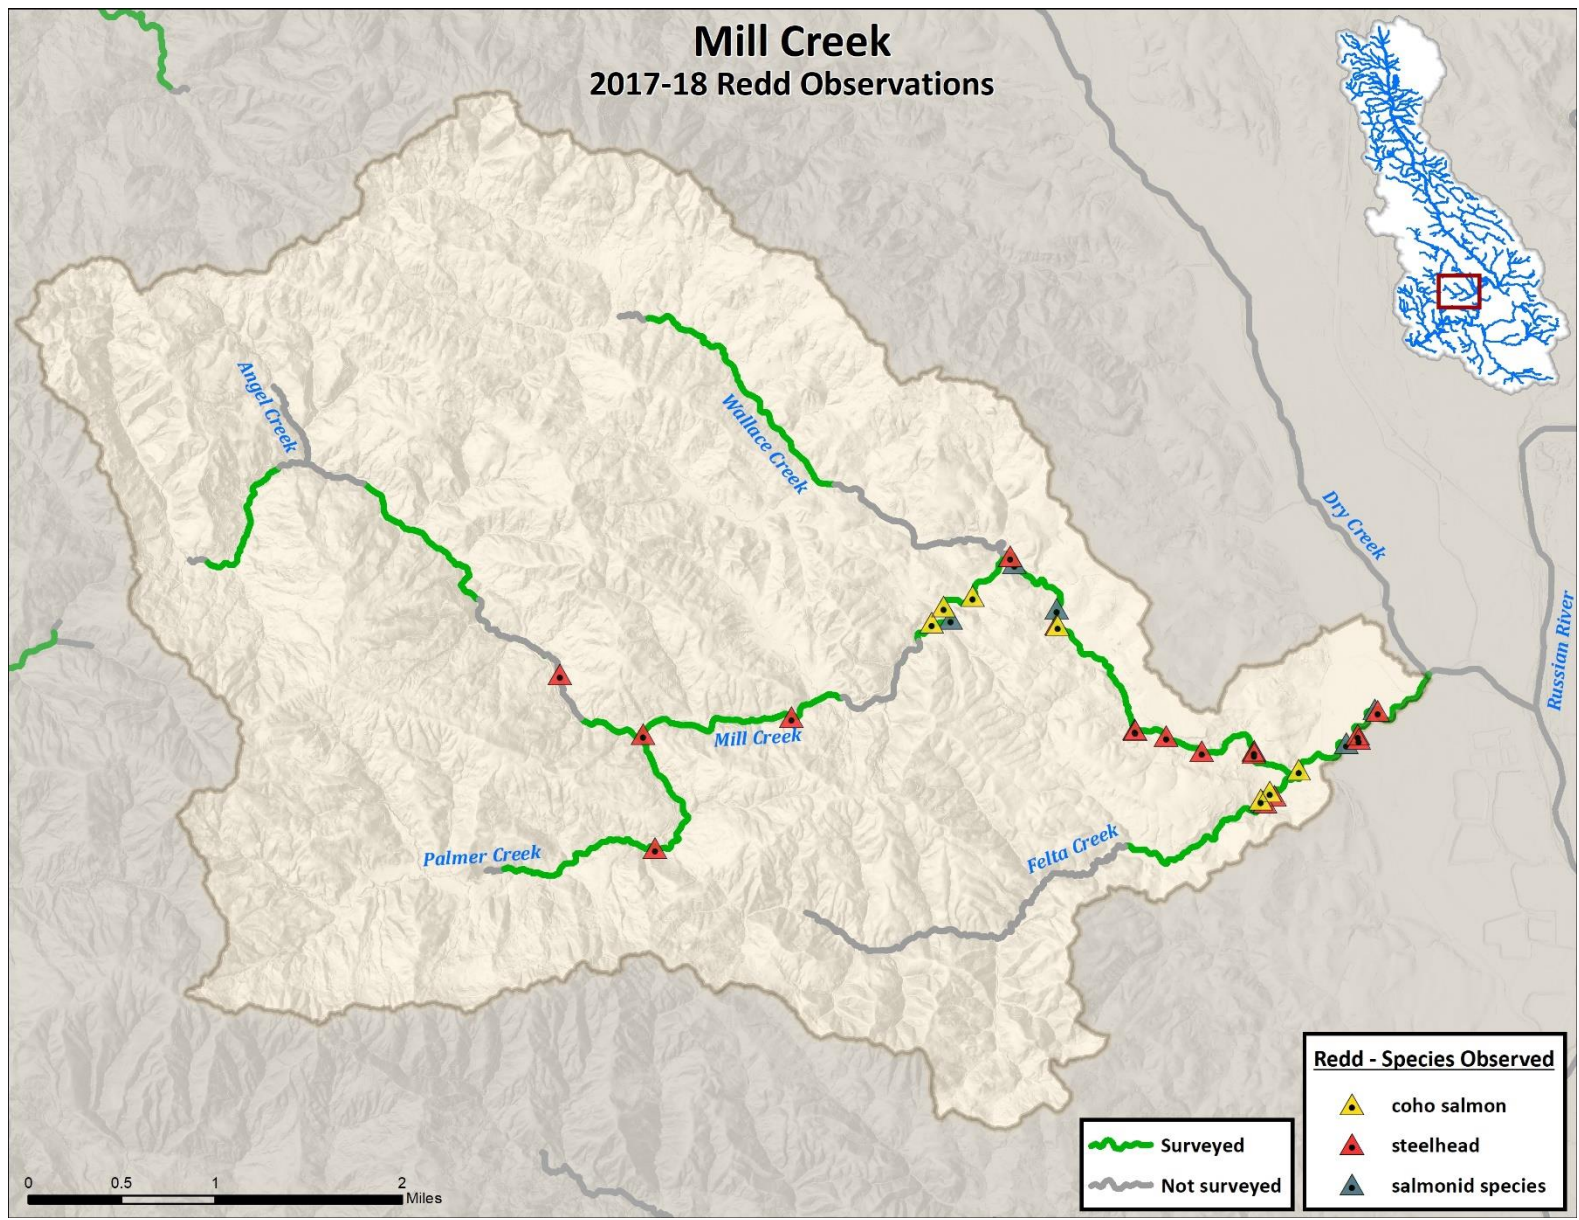 Mill Creek
2017-18 Redd Observations
Angel Creek
Wallace Creek
Dry Creek
Russian River
Mill Creek
Palmer Creek
Felta Creek
Redd - Species Observed
coho salmon
steelhead
salmonid species
Surveyed
Not surveyed
0 0.5 1 2
Miles